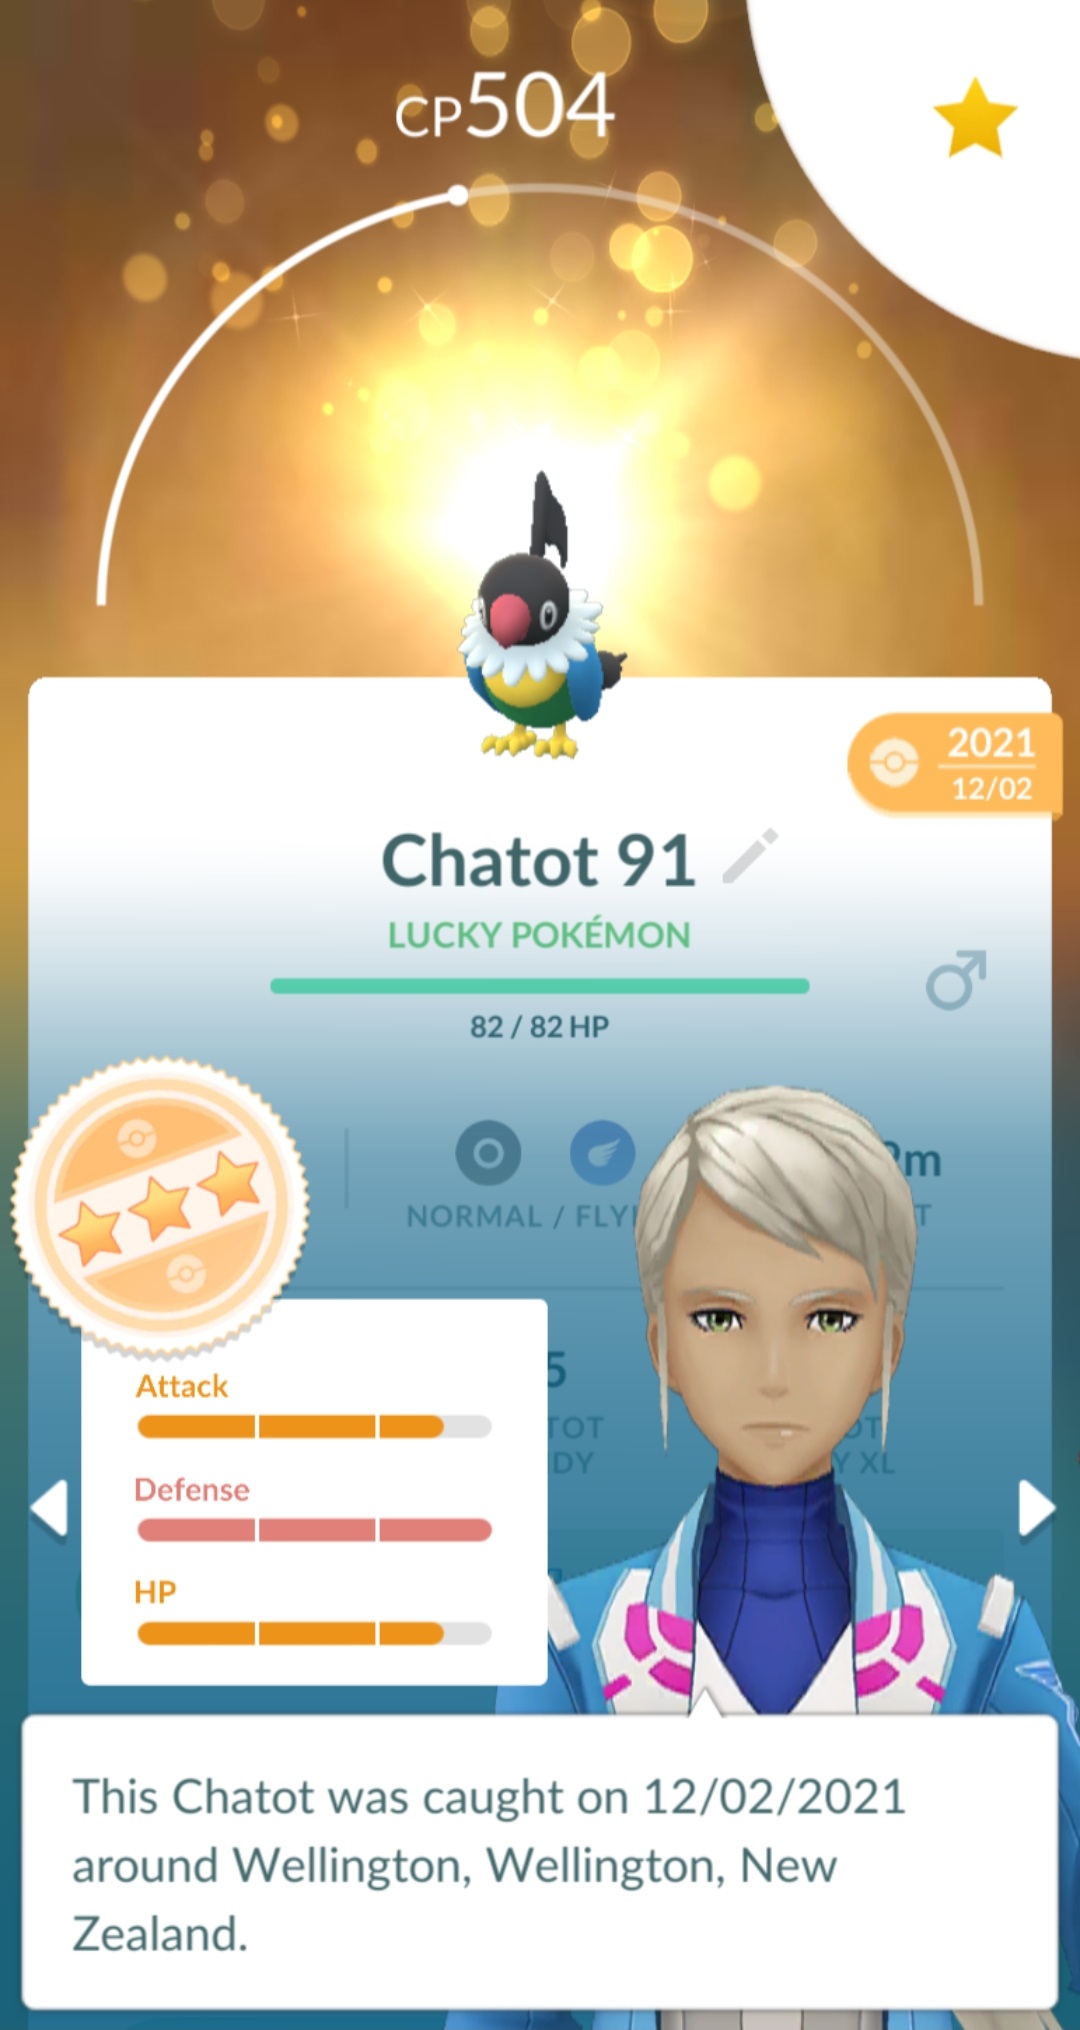 CP504
2021
12/02
Chatot 91
LUCKY POKÉMON
82 / 82 HP
NORMAL /
Attack
Defense
HP
XL
This Chatot was caught on 12/02/2021
around Wellington, Wellington, New
Zealand.